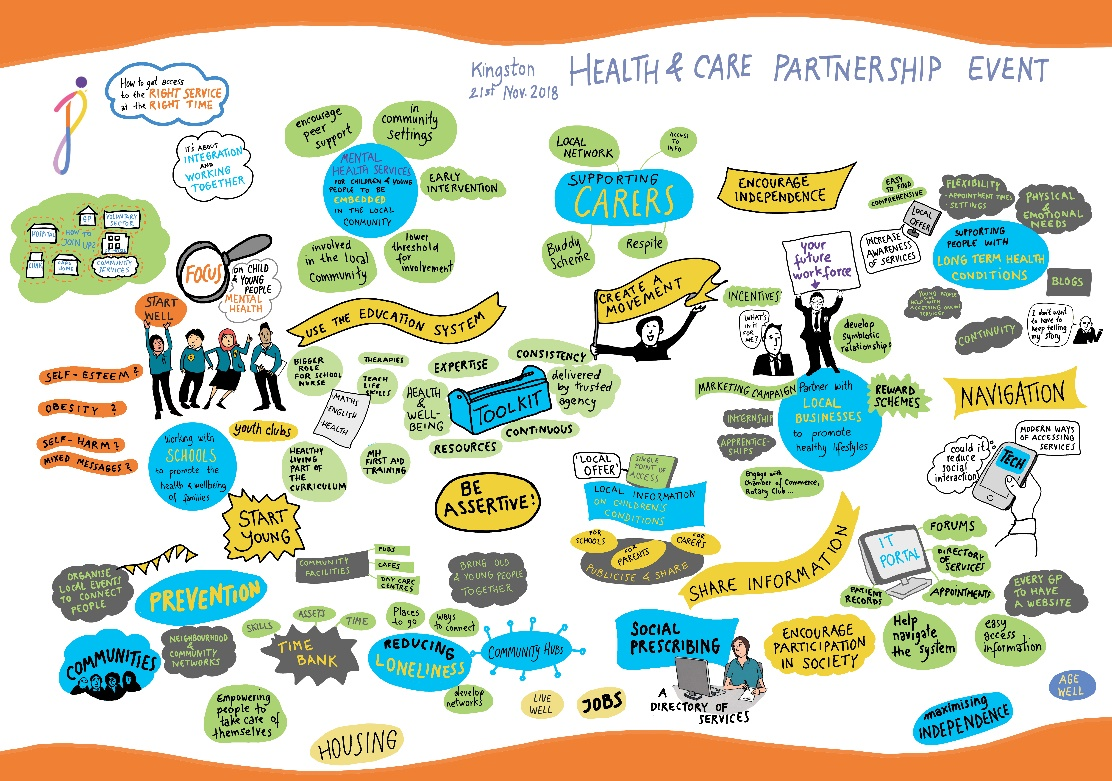 Kingston
21st Nov. 2018
HEALTH & CARE PARTNERSHIP EVENT
How to get access
to the RIGHT SERVICE
at the RIGHT TIME
IT'S ABOUT
INTEGRATION
AND
WORKING
TOGETHER
encourage
peer
support
in
community
settings
MENTAL
HEALTH SERVICES
FOR CHILDREN & YOUNG
PEOPLE TO BE
EMBEDDED
IN THE LOCAL
COMMUNITY
EARLY
INTERVENTION
involved
in the local
Community
lower
threshold
for
involvement
LOCAL
NETWORK
ACCESS
TO
INFO
SUPPORTING
CARERS
Buddy
Scheme
Respite
ENCOURAGE
INDEPENDENCE
EASY
TO FIND
COMPREHENSIVE
LOCAL
OFFER
INCREASE
AWARENESS
OF SERVICES
FLEXIBILITY
- APPOINTMENT TIMES
- SETTINGS
PHYSICAL
&
EMOTIONAL
NEEDS
SUPPORTING
PEOPLE WITH
LONG TERM HEALTH
CONDITIONS
BLOGS
HELP WITH
ACCESSING ONLINE
SERVICES
CONTINUITY
I don't want
to have to
keep telling
my story
GP
VOLUNTARY
SECTOR
HOSPITAL
HOW TO
JOIN UP?
CLINIC
CARE
HOME
COMMUNITY
SERVICES
FOCUS
ON CHILD
& YOUNG
PEOPLE
MENTAL
HEALTH
START
WELL
USE THE EDUCATION SYSTEM
CREATE A
MOVEMENT
your
future
workforce
INCENTIVES
WHAT'S
IN IT
FOR
ME?
develop
symbiotic
relationships
SELF-ESTEEM?
OBESITY?
SELF-HARM?
MIXED MESSAGES?
BIGGER
ROLE
FOR SCHOOL
NURSE
THERAPIES
TEACH
LIFE
SKILLS
MATHS
ENGLISH
HEALTH
HEALTHY
LIVING
PART OF
THE
CURRICULUM
MH
FIRST AID
TRAINING
youth clubs
Working with
SCHOOLS
to promote the
health & wellbeing
of families
START
YOUNG
EXPERTISE
CONSISTENCY
HEALTH
&
WELL-
BEING
TOOLKIT
delivered
by trusted
agency
CONTINUOUS
RESOURCES
BE
ASSERTIVE!
MARKETING CAMPAIGN
Partner with
LOCAL
BUSINESSES
to promote
healthy lifestyles
REWARD
SCHEMES
INTERNSHIP
APPRENTICE-
SHIPS
Engage with
Chamber of Commerce,
Rotary Club...
NAVIGATION
MODERN WAYS
OF ACCESSING
SERVICES
could it
reduce
social
interaction?
TECH
LOCAL
OFFER
SINGLE
POINT OF
ACCESS
LOCAL INFORMATION
ON CHILDREN'S
CONDITIONS
FOR
SCHOOLS
FOR
PARENTS
FOR
CARERS
PUBLICISE & SHARE
SHARE INFORMATION
IT
PORTAL
FORUMS
DIRECTORY
OF SERVICES
PATIENT
RECORDS
APPOINTMENTS
EVERY GP
TO HAVE
A WEBSITE
ORGANISE
LOCAL EVENTS
TO CONNECT
PEOPLE
PREVENTION
COMMUNITY
FACILITIES
PUBS
CAFES
DAY CARE
CENTRES
BRING OLD
& YOUNG PEOPLE
TOGETHER
COMMUNITIES
NEIGHBOURHOOD
&
COMMUNITY
NETWORKS
SKILLS
ASSETS
TIME
TIME
BANK
Places
to go
ways
to connect
REDUCING
LONELINESS
Community HUBS
develop
networks
Empowering
people to
take care of
themselves
HOUSING
LIVE
WELL
JOBS
SOCIAL
PRESCRIBING
A
DIRECTORY OF
SERVICES
ENCOURAGE
PARTICIPATION
IN SOCIETY
Help
navigate
the system
easy
access
information
maximising
INDEPENDENCE
AGE
WELL